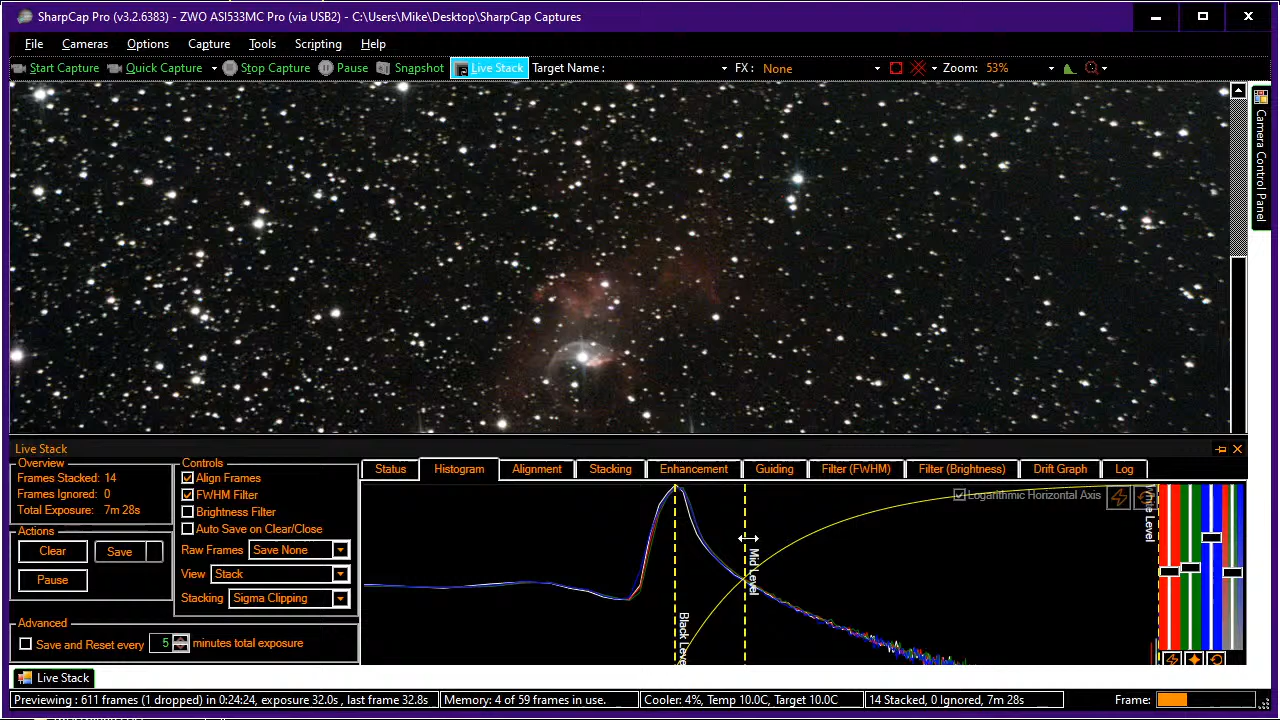 SharpCap Pro (v3.2.6383) - ZWO ASI533MC Pro (via USB2) - C:\Users\Mike\Desktop\SharpCap Captures
File Cameras Options Capture Tools Scripting Help
Start Capture Quick Capture Stop Capture Pause Snapshot Live Stack Target Name : FX : None Zoom: 53%
Camera Control Panel
Live Stack
Overview
Frames Stacked: 14
Frames Ignored: 0
Total Exposure: 7m 28s
Actions
Clear Save
Pause
Controls
Align Frames
FWHM Filter
Brightness Filter
Auto Save on Clear/Close
Raw Frames Save None
View Stack
Stacking Sigma Clipping
Advanced
Save and Reset every 5 minutes total exposure
Status Histogram Alignment Stacking Enhancement Guiding Filter (FWHM) Filter (Brightness) Drift Graph Log
Logarithmic Horizontal Axis
White Level
Mid Level
Black Leve
Live Stack
Previewing : 611 frames (1 dropped) in 0:24:24, exposure 32.0s , last frame 32.8s Memory: 4 of 59 frames in use. Cooler: 4%, Temp 10.0C, Target 10.0C 14 Stacked, 0 Ignored, 7m 28s Frame: